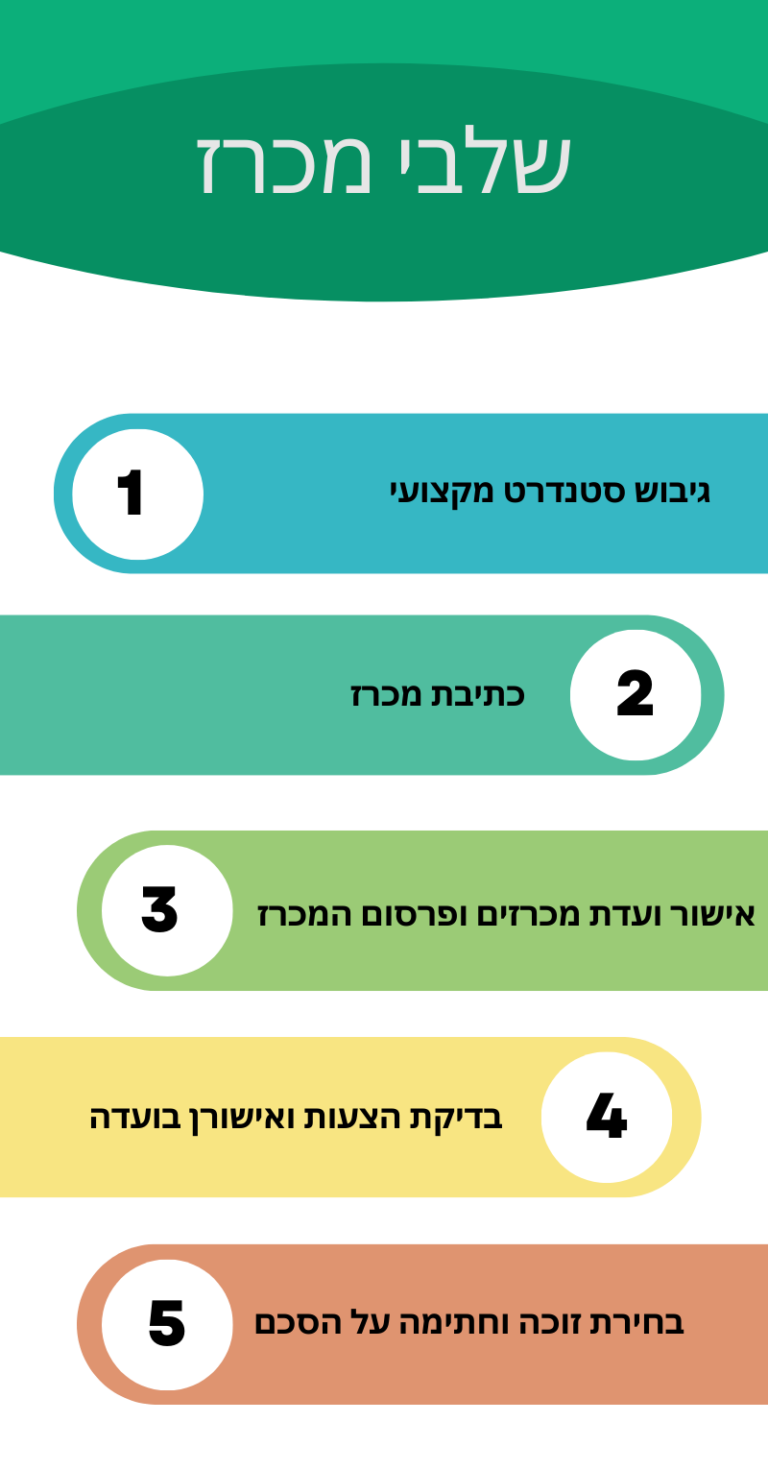 שלבי מכרז
1
גיבוש סטנדרט מקצועי
2
כתיבת מכרז
3
אישור ועדת מכרזים ופרסום המכרז
4
בדיקת הצעות ואישורן בועדה
5
בחירת זוכה וחתימה על הסכם